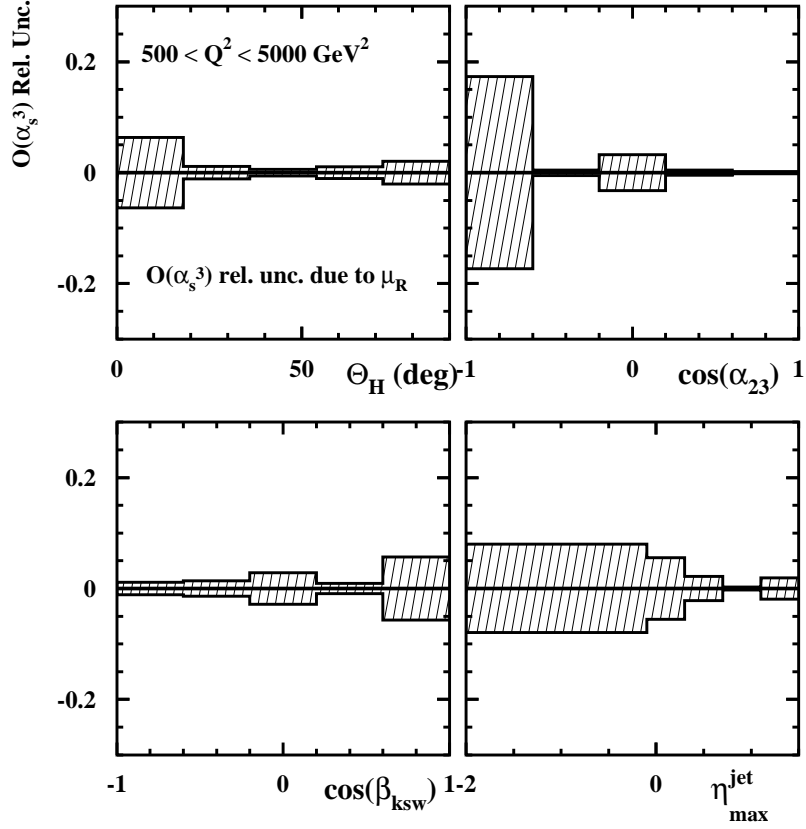 O(αs³) Rel. Unc.
500 < Q² < 5000 GeV²
0.2
0
-0.2
O(αs³) rel. unc. due to μR
0 50 ΘH (deg)
-1 0 cos(α23) 1
0.2
0
-0.2
-1 0 cos(βksw) 1
-2 0 ηjetmax